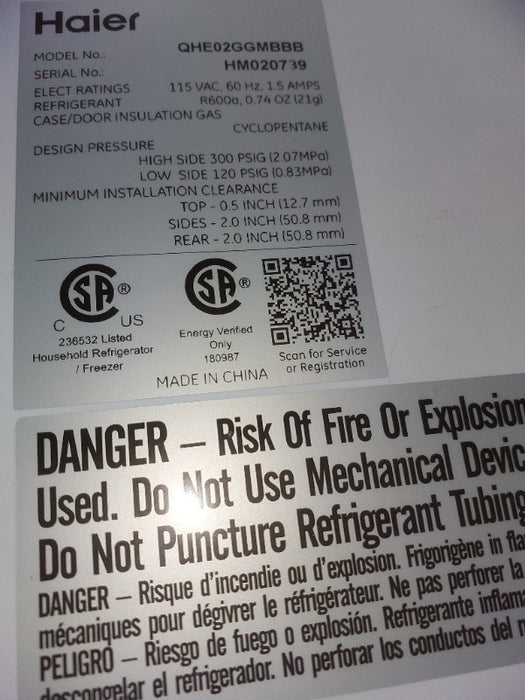 Haier
MODEL No.: QHE02GGMBBB
SERIAL No.: HM020739
ELECT RATINGS 115 VAC, 60 Hz, 1.5 AMPS
REFRIGERANT R600a, 0.74 OZ (21g)
CASE/DOOR INSULATION GAS
CYCLOPENTANE
DESIGN PRESSURE
HIGH SIDE 300 PSIG (2.07MPa)
LOW SIDE 120 PSIG (0.83MPa)
MINIMUM INSTALLATION CLEARANCE
TOP - 0.5 INCH (12.7 mm)
SIDES - 2.0 INCH (50.8 mm)
REAR - 2.0 INCH (50.8 mm)
SA ®
C US
236532 Listed
Household Refrigerator
/ Freezer
SA ®
Energy Verified
Only
180987
Scan for Service
or Registration
MADE IN CHINA
DANGER – Risk Of Fire Or Explosion
Used. Do Not Use Mechanical Devic
Do Not Puncture Refrigerant Tubing
DANGER – Risque d'incendie ou d'explosion. Frigorigène in fla
mécaniques pour dégivrer le réfrigérateur. Ne pas perforer la
PELIGRO – Riesgo de fuego o explosión. Refrigerante inflam
descongelar el refrigerador. No perforar los conductos del r